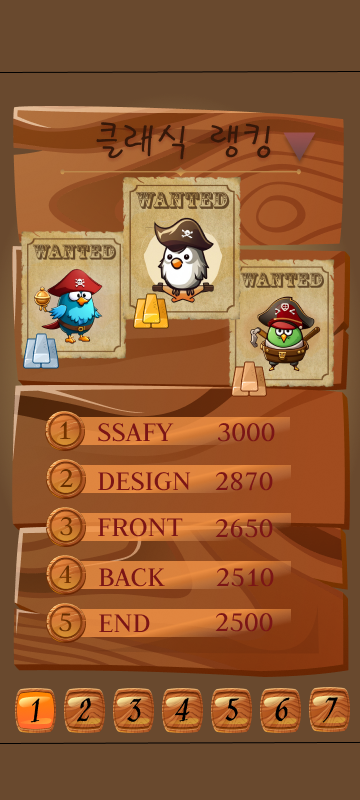 클래식 랭킹
WANTED
WANTED
WANTED
1 SSAFY 3000
2 DESIGN 2870
3 FRONT 2650
4 BACK 2510
5 END 2500
1 2 3 4 5 6 7